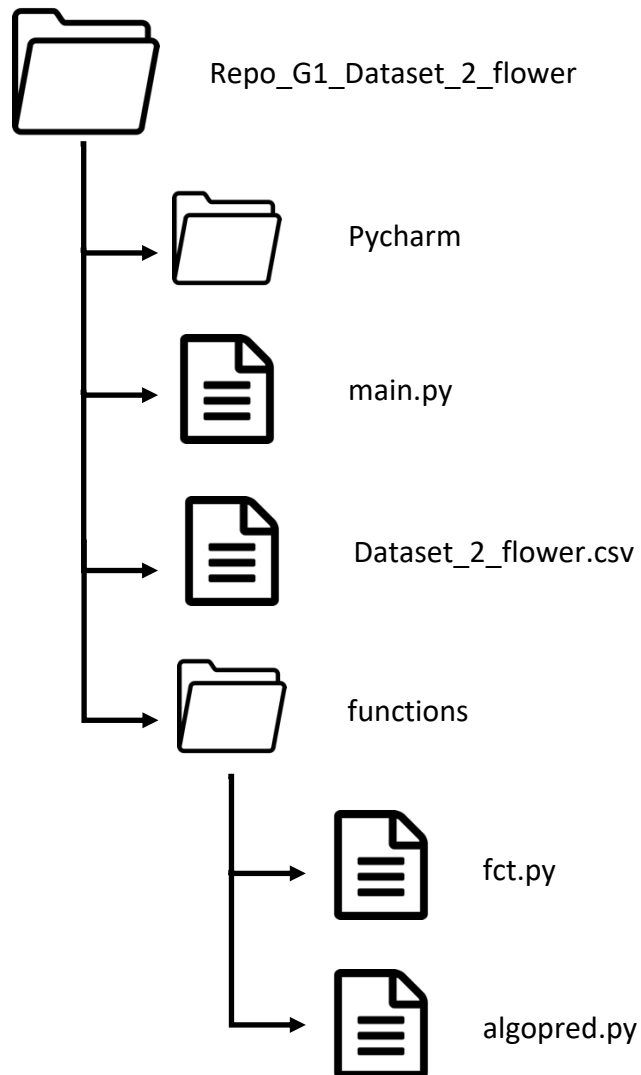 Repo_G1_Dataset_2_flower
Pycharm
main.py
Dataset_2_flower.csv
functions
fct.py
algopred.py